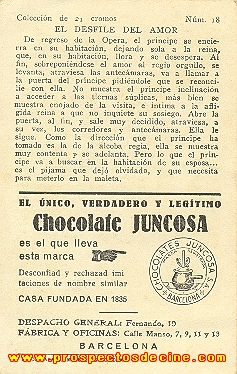 Colección de 23 cromos Núm. 18
EL DESFILE DEL AMOR
De regreso de la Opera, el príncipe se encie-
rra en su habitación, dejando sola a la reina,
que, en su habitación, llora y se desespera. Al
fin, sobreponiéndose el amor al regio orgullo, se
levanta, atraviesa las antecámaras, va a llamar
a la puerta del príncipe pidiéndole que se reconci-
lie con ella. No muestra el príncipe inclinación
a acceder a las tiernas súplicas, más bien se
muestra enojado de la visita, e insinúa a la afli-
gida reina a que no inquiete su sosiego. Abre la
puerta, al fin, y sale muy decidido, atraviesa, a
su vez, los corredores y antecámaras. Ella le
sigue. Como la dirección que el príncipe ha
tomado es la de la alcoba regia, ella se muestra
muy contenta y se adelanta. Pero lo que el prín-
cipe va a buscar en la habitación de su esposa...
es el pijama que dejó olvidado, y que necesita
para meterlo en la maleta.
EL ÚNICO, VERDADERO Y LEGÍTIMO
Chocolate JUNCOSA
es el que lleva
esta marca
Desconfiad y rechazad imi
taciones de nombre similar
CASA FUNDADA EN 1835
CHOCOLATES JUNCOSA S.A.
BARCELONA
DESPACHO GENERAL: Fernando, 10
FÁBRICA Y OFICINAS: Calle Manso, 7, 9, 11 y 13
BARCELONA
www.prospectosdecine.com